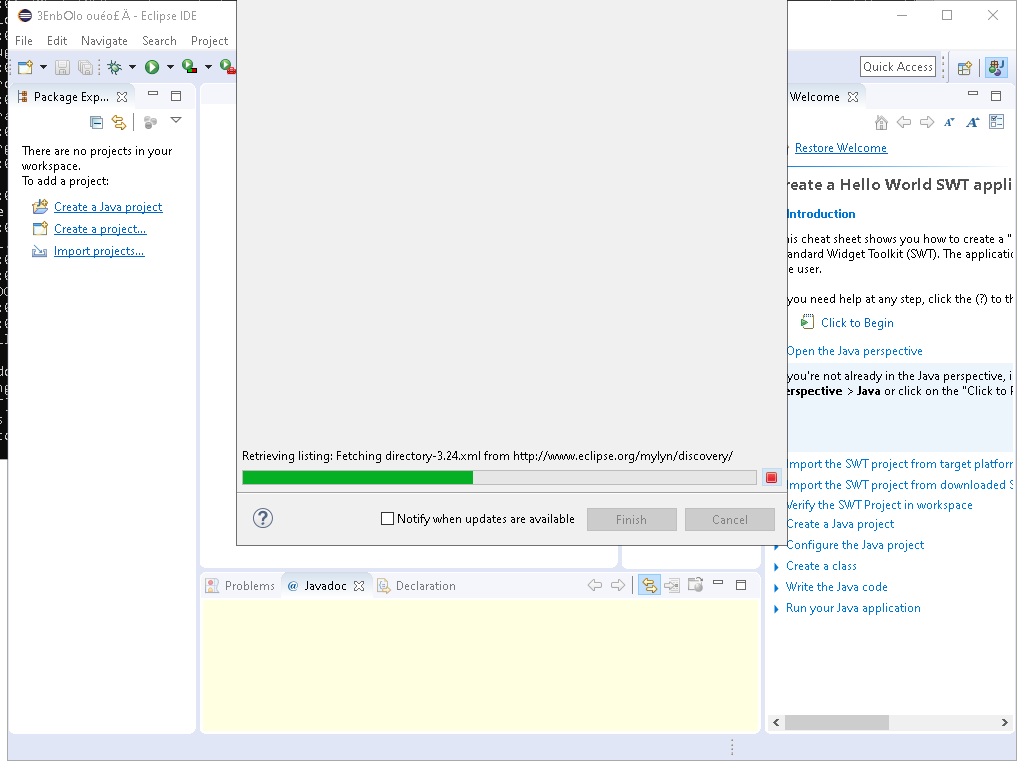 3EnbOlo ouéo£Ä - Eclipse IDE
File Edit Navigate Search Project
Quick Access
Package Exp...
There are no projects in your
workspace.
To add a project:
Create a Java project
Create a project...
Import projects...
Retrieving listing: Fetching directory-3.24.xml from http://www.eclipse.org/mylyn/discovery/
Notify when updates are available Finish Cancel
Problems @ Javadoc Declaration
Welcome
Restore Welcome
reate a Hello World SWT appli
Introduction
his cheat sheet shows you how to create a "
andard Widget Toolkit (SWT). The applicatio
e user.
you need help at any step, click the (?) to th
Click to Begin
Open the Java perspective
you're not already in the Java perspective, i
erspective > Java or click on the "Click to P
Import the SWT project from target platform
Import the SWT project from downloaded S
Verify the SWT Project in workspace
Create a Java project
Configure the Java project
Create a class
Write the Java code
Run your Java application